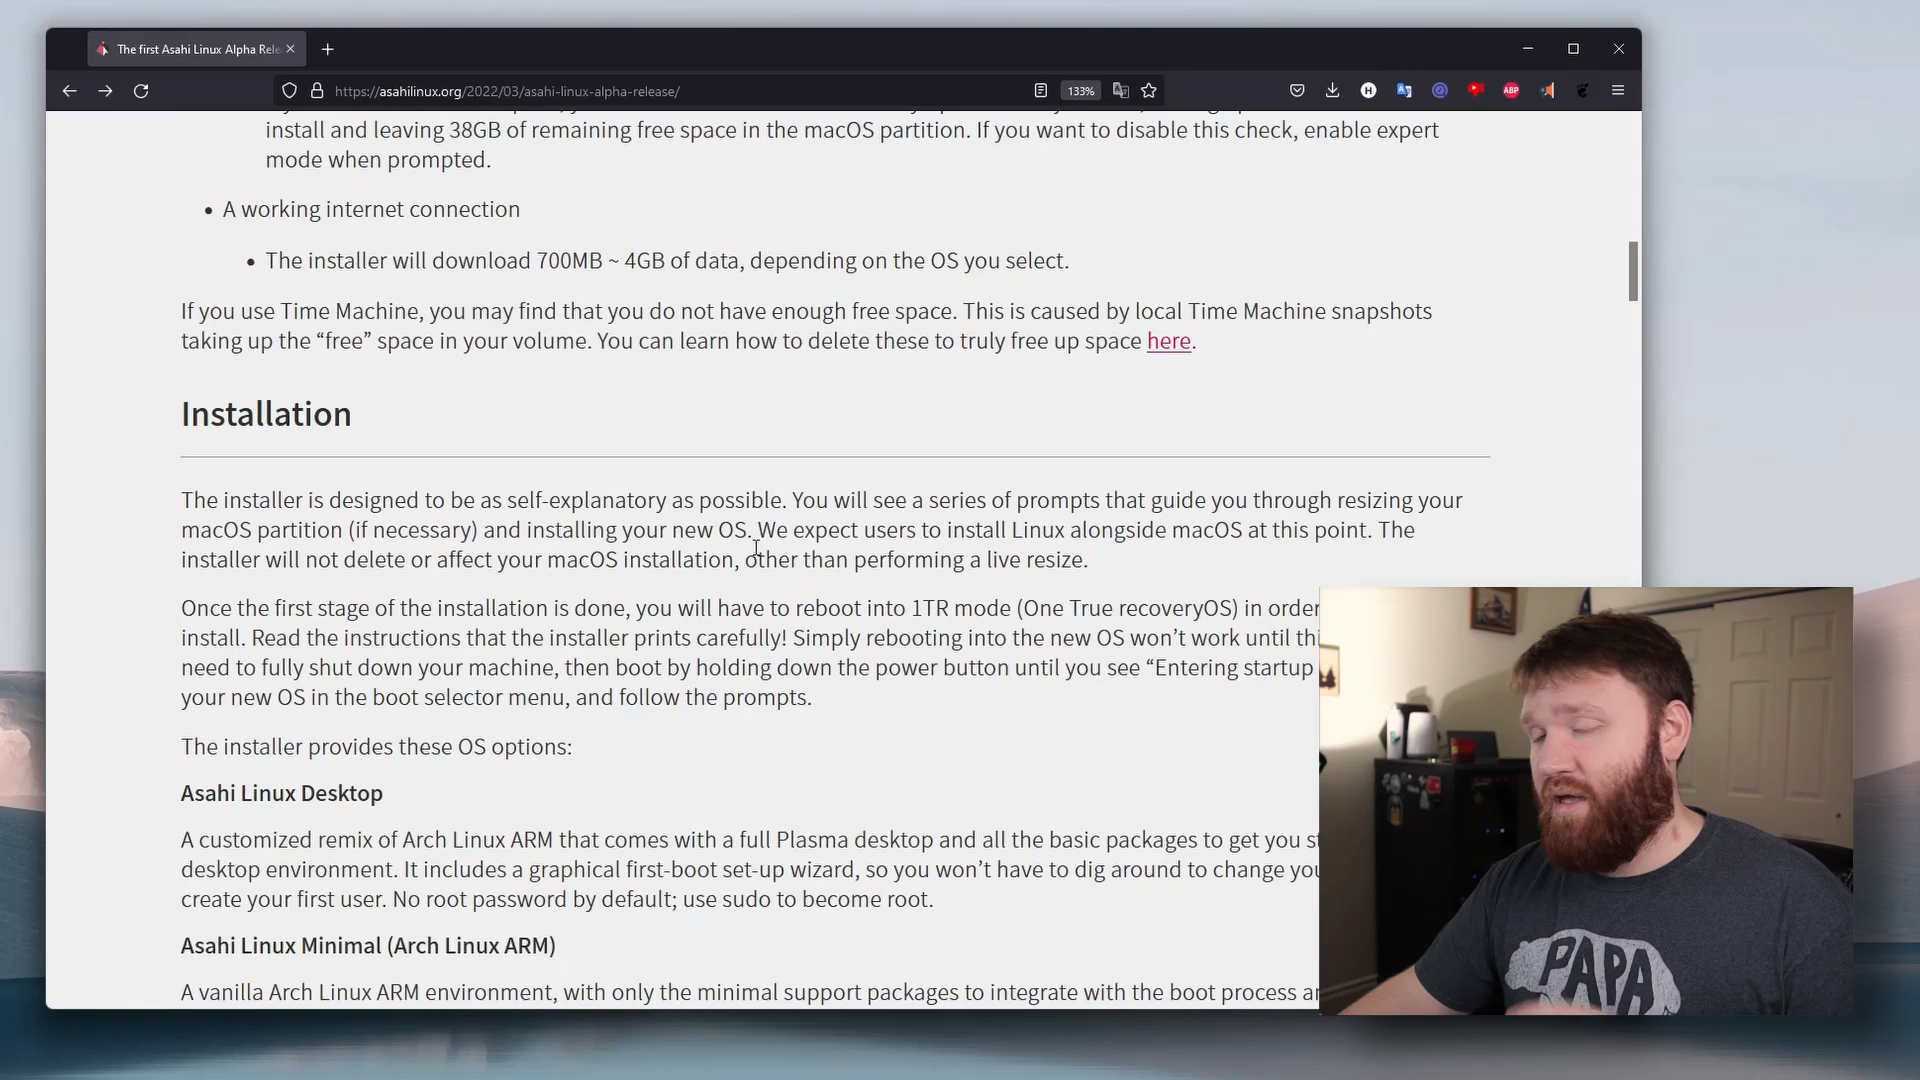 The first Asahi Linux Alpha Rele
https://asahilinux.org/2022/03/asahi-linux-alpha-release/
133%
H
ABP
install and leaving 38GB of remaining free space in the macOS partition. If you want to disable this check, enable expert
mode when prompted.
• A working internet connection
• The installer will download 700MB ~ 4GB of data, depending on the OS you select.
If you use Time Machine, you may find that you do not have enough free space. This is caused by local Time Machine snapshots
taking up the “free” space in your volume. You can learn how to delete these to truly free up space here.
Installation
The installer is designed to be as self-explanatory as possible. You will see a series of prompts that guide you through resizing your
macOS partition (if necessary) and installing your new OS. We expect users to install Linux alongside macOS at this point. The
installer will not delete or affect your macOS installation, other than performing a live resize.
Once the first stage of the installation is done, you will have to reboot into 1TR mode (One True recoveryOS) in order
install. Read the instructions that the installer prints carefully! Simply rebooting into the new OS won’t work until thi
need to fully shut down your machine, then boot by holding down the power button until you see “Entering startup
your new OS in the boot selector menu, and follow the prompts.
The installer provides these OS options:
Asahi Linux Desktop
A customized remix of Arch Linux ARM that comes with a full Plasma desktop and all the basic packages to get you st
desktop environment. It includes a graphical first-boot set-up wizard, so you won’t have to dig around to change you
create your first user. No root password by default; use sudo to become root.
Asahi Linux Minimal (Arch Linux ARM)
A vanilla Arch Linux ARM environment, with only the minimal support packages to integrate with the boot process ar
PAPA